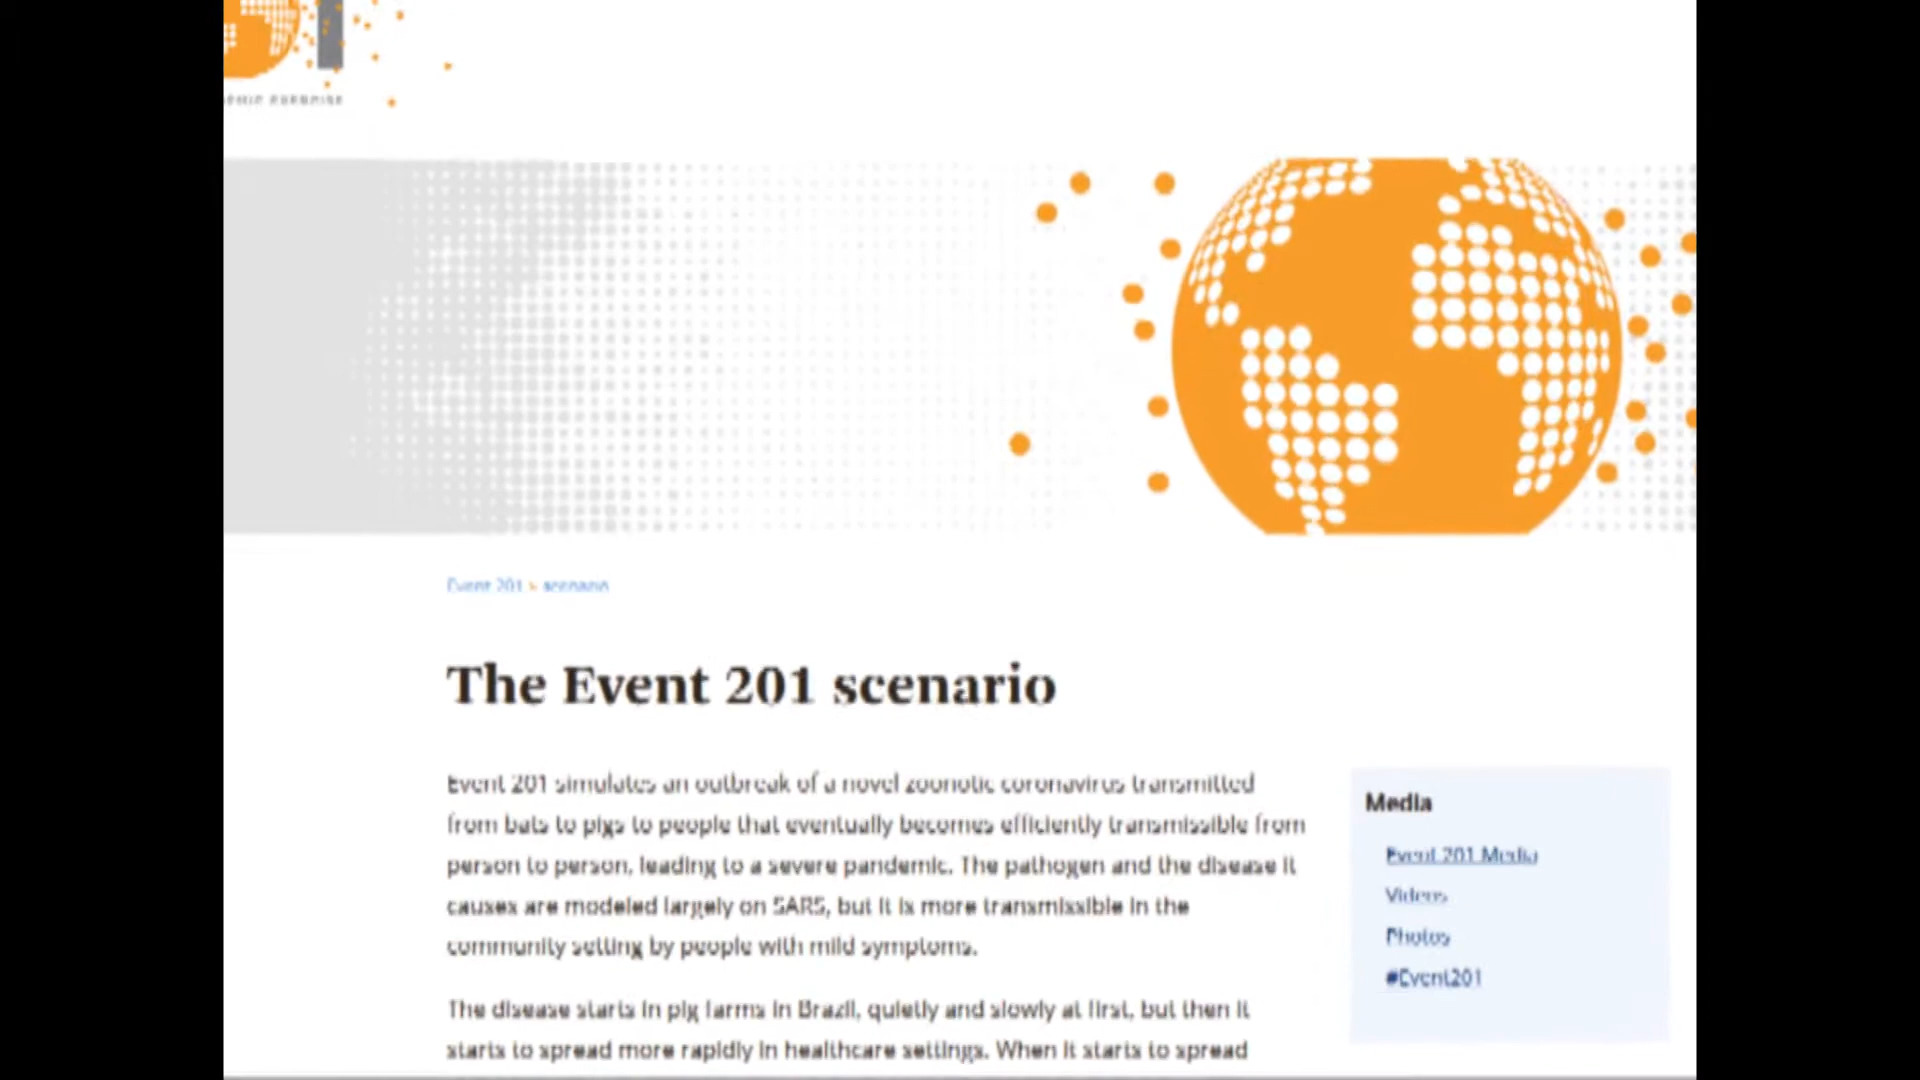 Event 201 > scenario
The Event 201 scenario
Event 201 simulates an outbreak of a novel zoonotic coronavirus transmitted
from bats to pigs to people that eventually becomes efficiently transmissible from
person to person, leading to a severe pandemic. The pathogen and the disease it
causes are modeled largely on SARS, but it is more transmissible in the
community setting by people with mild symptoms.
The disease starts in pig farms in Brazil, quietly and slowly at first, but then it
starts to spread more rapidly in healthcare settings. When it starts to spread
Media
Event 201 Media
Videos
Photos
#Event201